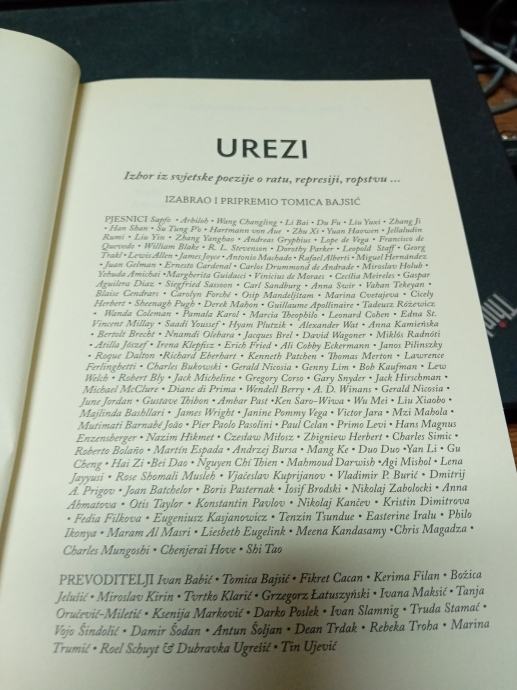 UREZI
Izbor iz svjetske poezije o ratu, represiji, ropstvu ...
IZABRAO I PRIPREMIO TOMICA BAJSIĆ
PJESNICI Sapfo • Arhiloh • Wang Changling • Li Bai • Du Fu • Liu Yuxi • Zhang Ji
• Han Shan • Su Tung P'o • Hartmann von Aue • Zhu Xi • Yuan Haowen • Jellaludin
Rumi • Liu Yin • Zhang Yanghao • Andreas Gryphius • Lope de Vega • Francisco de
Quevedo • William Blake • R. L. Stevenson • Dorothy Parker • Leopold Staff • Georg
Trakl • Lewis Allen • James Joyce • Antonio Machado • Rafael Alberti • Miguel Hernández
• Juan Gelman • Ernesto Cardenal • Carlos Drummond de Andrade • Miroslav Holub •
Yehuda Amichai • Margherita Guidacci • Vinicius de Moraes • Cecília Meireles • Gaspar
Aguilera Díaz • Siegfried Sassoon • Carl Sandburg • Anna Swir • Vahan Tekeyan •
Blaise Cendrars • Carolyn Forché • Osip Mandeljštam • Marina Cvetajeva • Cicely
Herbert • Sheenagh Pugh • Derek Mahon • Guillaume Apollinaire • Tadeusz Różewicz
• Wanda Coleman • Pamala Karol • Marcia Theophilo • Leonard Cohen • Edna St.
Vincent Millay • Saadi Youssef • Hyam Plutzik • Alexander Wat • Anna Kamieńska
• Bertolt Brecht • Nnamdi Olebara • Jacques Brel • David Wagoner • Miklós Radnóti
• Atilla József • Irena Klepfisz • Erich Fried • Ali Cobby Eckermann • Janos Pilinszky
• Roque Dalton • Richard Eberhart • Kenneth Patchen • Thomas Merton • Lawrence
Ferlinghetti • Charles Bukowski • Gerald Nicosia • Genny Lim • Bob Kaufman • Lew
Welch • Robert Bly • Jack Micheline • Gregory Corso • Gary Snyder • Jack Hirschman •
Michael McClure • Diane di Prima • Wendell Berry • A. D. Winans • Gerald Nicosia •
June Jordan • Gustave Thibon • Ambar Past • Ken Saro-Wiwa • Wu Mei • Liu Xiaobo •
Majlinda Bashllari • James Wright • Janine Pommy Vega • Victor Jara • Mzi Mahola •
Mutimati Barnabé João • Pier Paolo Pasolini • Paul Celan • Primo Levi • Hans Magnus
Enzensberger • Nazim Hikmet • Czesław Miłosz • Zbigniew Herbert • Charles Simic •
Roberto Bolaño • Martín Espada • Andrzej Bursa • Mang Ke • Duo Duo • Yan Li • Gu
Cheng • Hai Zi • Bei Dao • Nguyen Chí Thien • Mahmoud Darwish • Agi Mishol • Lena
Jayyusi • Rose Shomali Musleh • Vjačeslav Kuprijanov • Vladimir P. Burić • Dmitrij
A. Prigov • Joan Batchelor • Boris Pasternak • Iosif Brodski • Nikolaj Zabolocki • Anna
Ahmatova • Otis Taylor • Konstantin Pavlov • Nikolaj Kančev • Kristin Dimitrova
• Fedia Filkova • Eugeniusz Kasjanowicz • Tenzin Tsundue • Easterine Iralu • Philo
Ikonya • Maram Al Masri • Liesbeth Eugelink • Meena Kandasamy • Chris Magadza •
Charles Mungoshi • Chenjerai Hove • Shi Tao
PREVODITELJI Ivan Babić • Tomica Bajsić • Fikret Cacan • Kerima Filan • Božica
Jelušić • Miroslav Kirin • Tvrtko Klarić • Grzegorz Łatuszyński • Ivana Maksić • Tanja
Oručević-Miletić • Ksenija Marković • Darko Poslek • Ivan Slamnig • Truda Stamać •
Vojo Šindolić • Damir Šodan • Antun Šoljan • Dean Trdak • Rebeka Troha • Marina
Trumić • Roel Schuyt & Dubravka Ugrešić • Tin Ujević